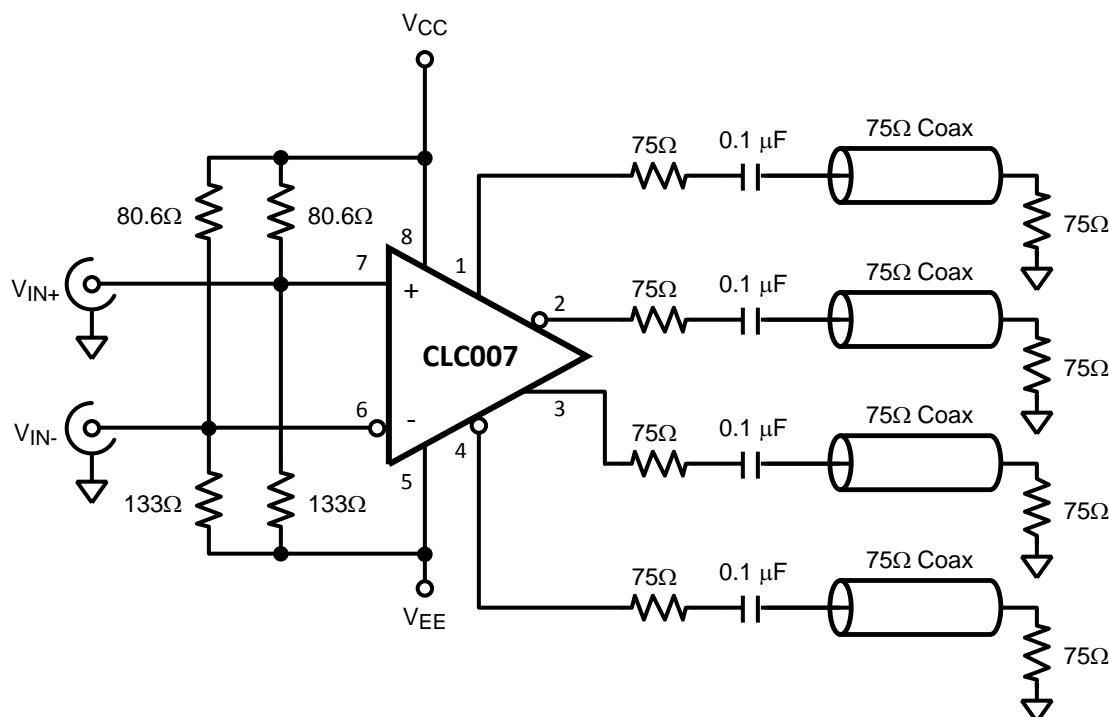 VCC
75Ω 0.1 μF 75Ω Coax
80.6Ω 80.6Ω 8 1 75Ω
7 75Ω 0.1 μF 75Ω Coax
VIN+ + 2
CLC007 75Ω
3 75Ω 0.1 μF 75Ω Coax
VIN- 6 - 4
133Ω 133Ω 5 75Ω
75Ω 0.1 μF 75Ω Coax
VEE
75Ω